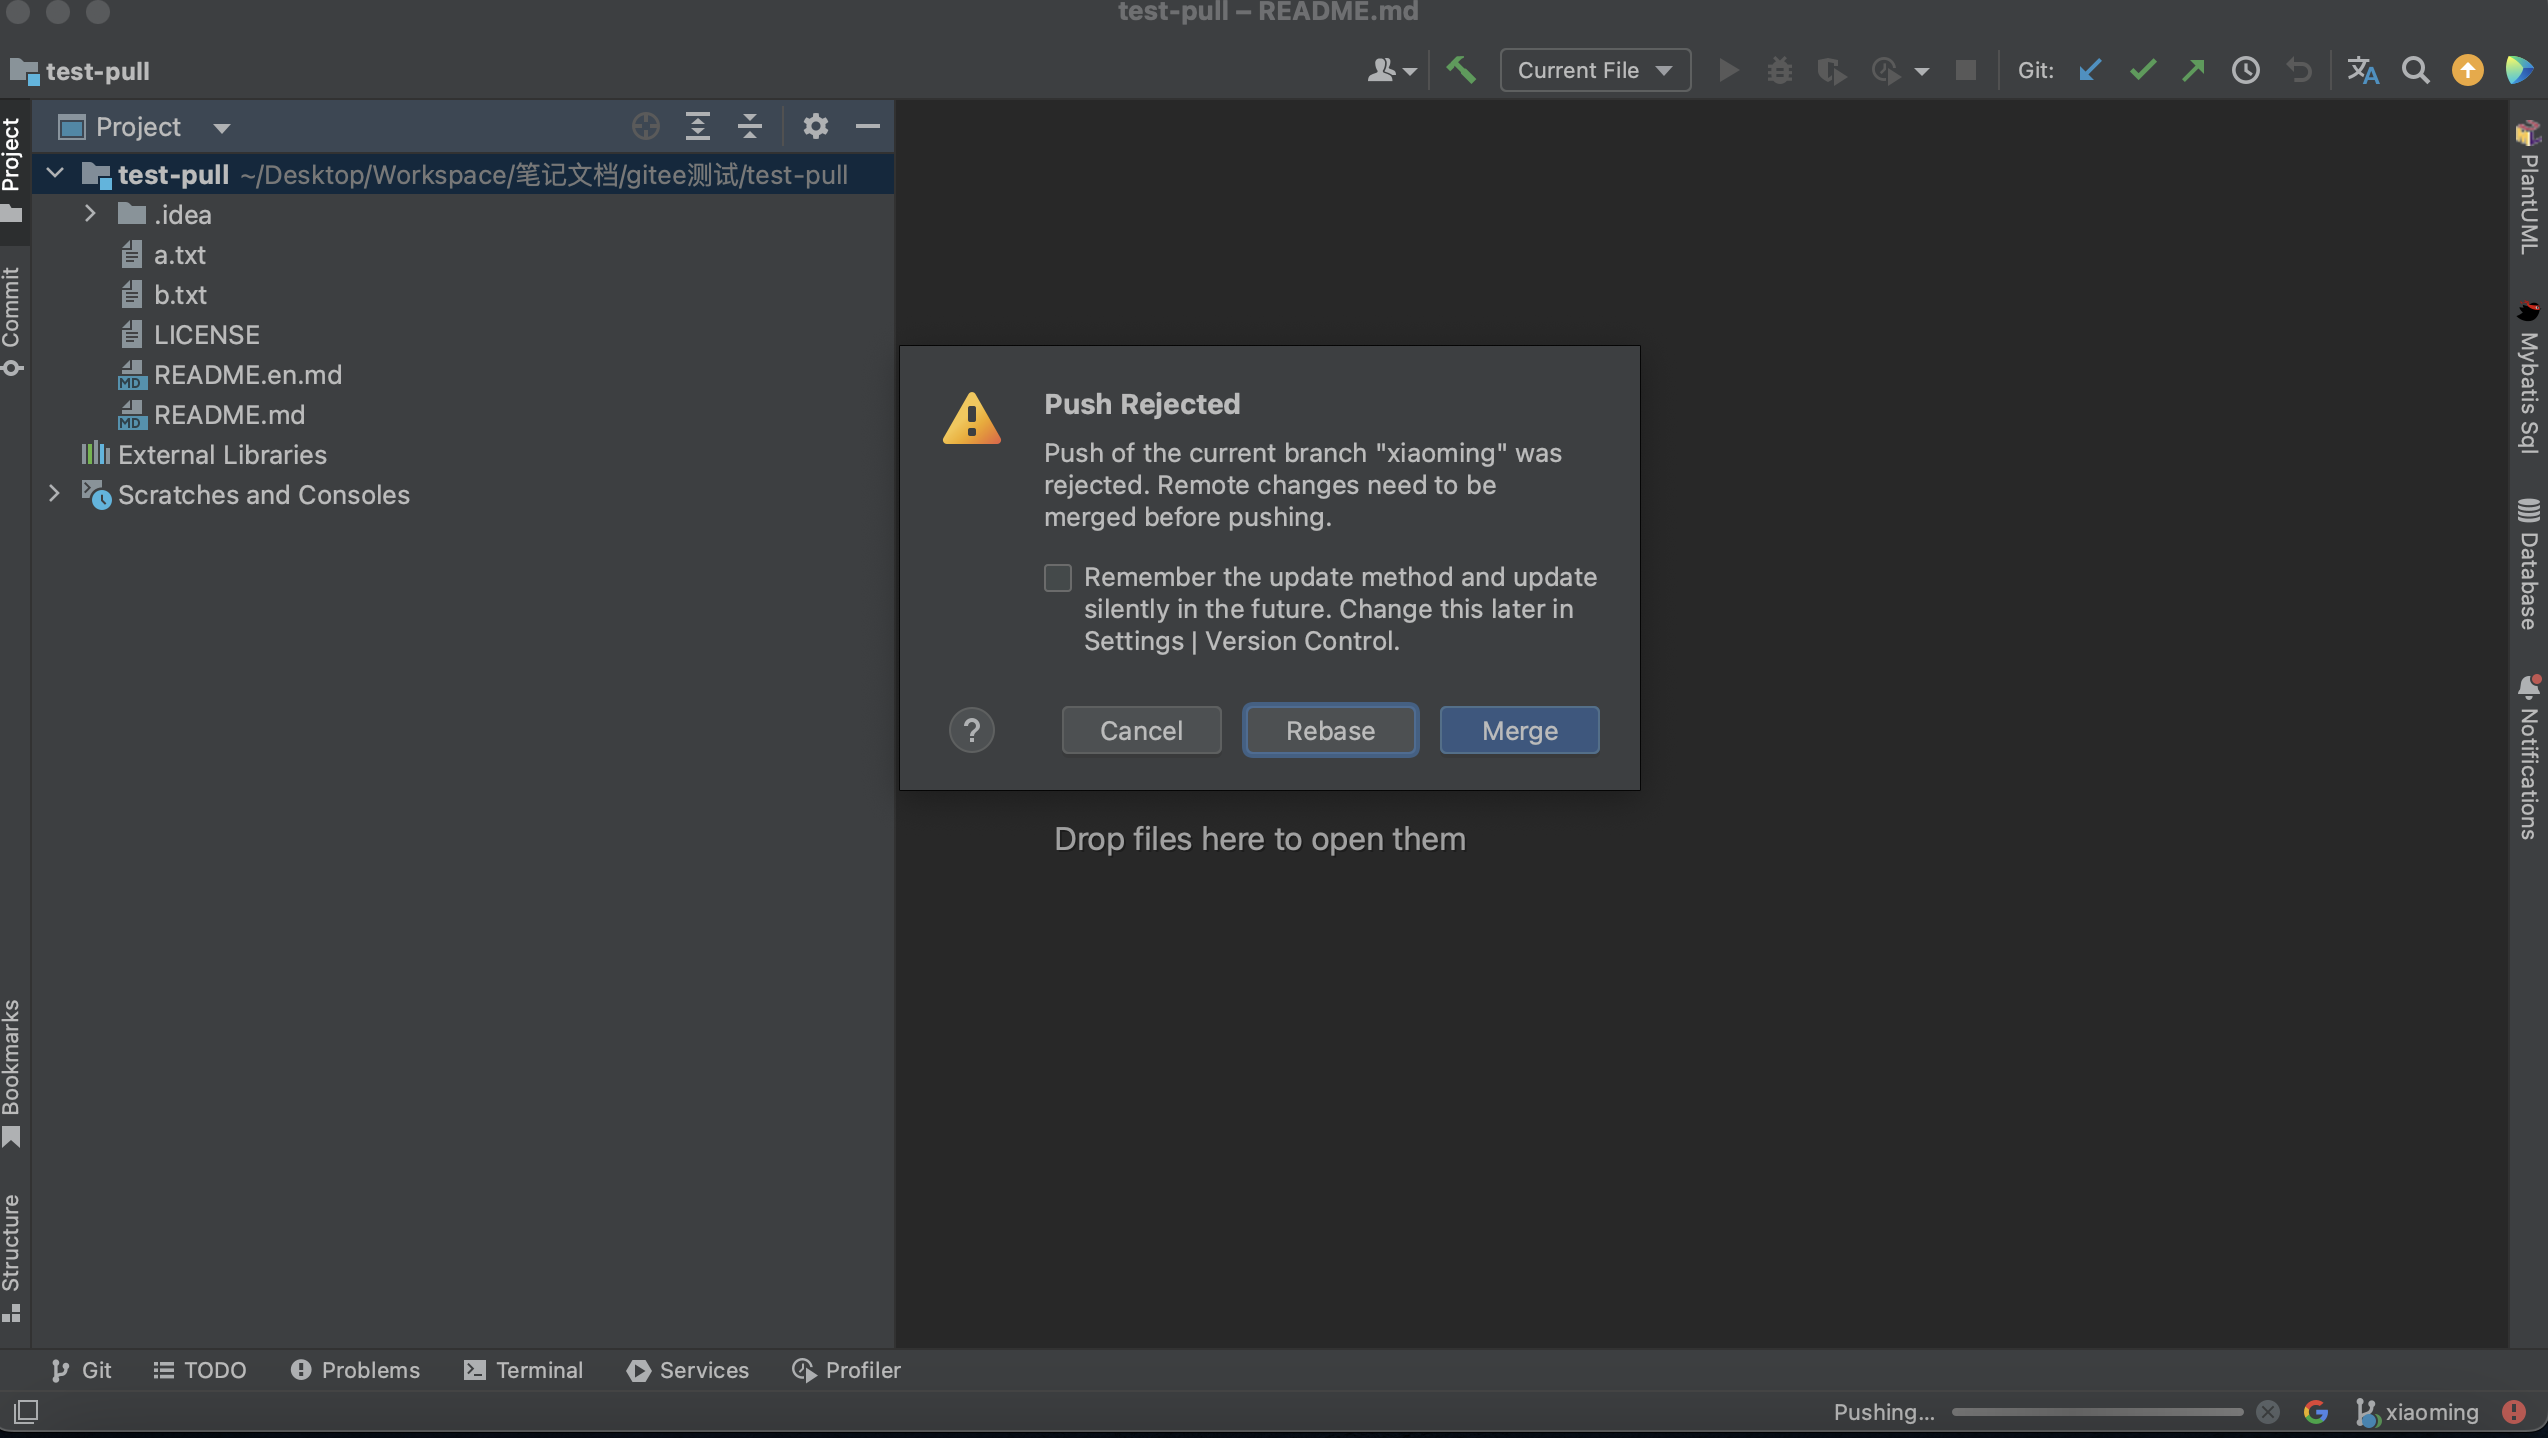 test-pull – README.md
test-pull
Current File
Git:
Project
Project
Commit
Bookmarks
Structure
test-pull ~/Desktop/Workspace/笔记文档/gitee测试/test-pull
.idea
a.txt
b.txt
LICENSE
MD README.en.md
MD README.md
External Libraries
Scratches and Consoles
Push Rejected
Push of the current branch "xiaoming" was
rejected. Remote changes need to be
merged before pushing.
Remember the update method and update
silently in the future. Change this later in
Settings | Version Control.
?
Cancel
Rebase
Merge
Drop files here to open them
PlantUML
Mybatis Sql
Database
Notifications
Git
TODO
Problems
Terminal
Services
Profiler
Pushing...
xiaoming